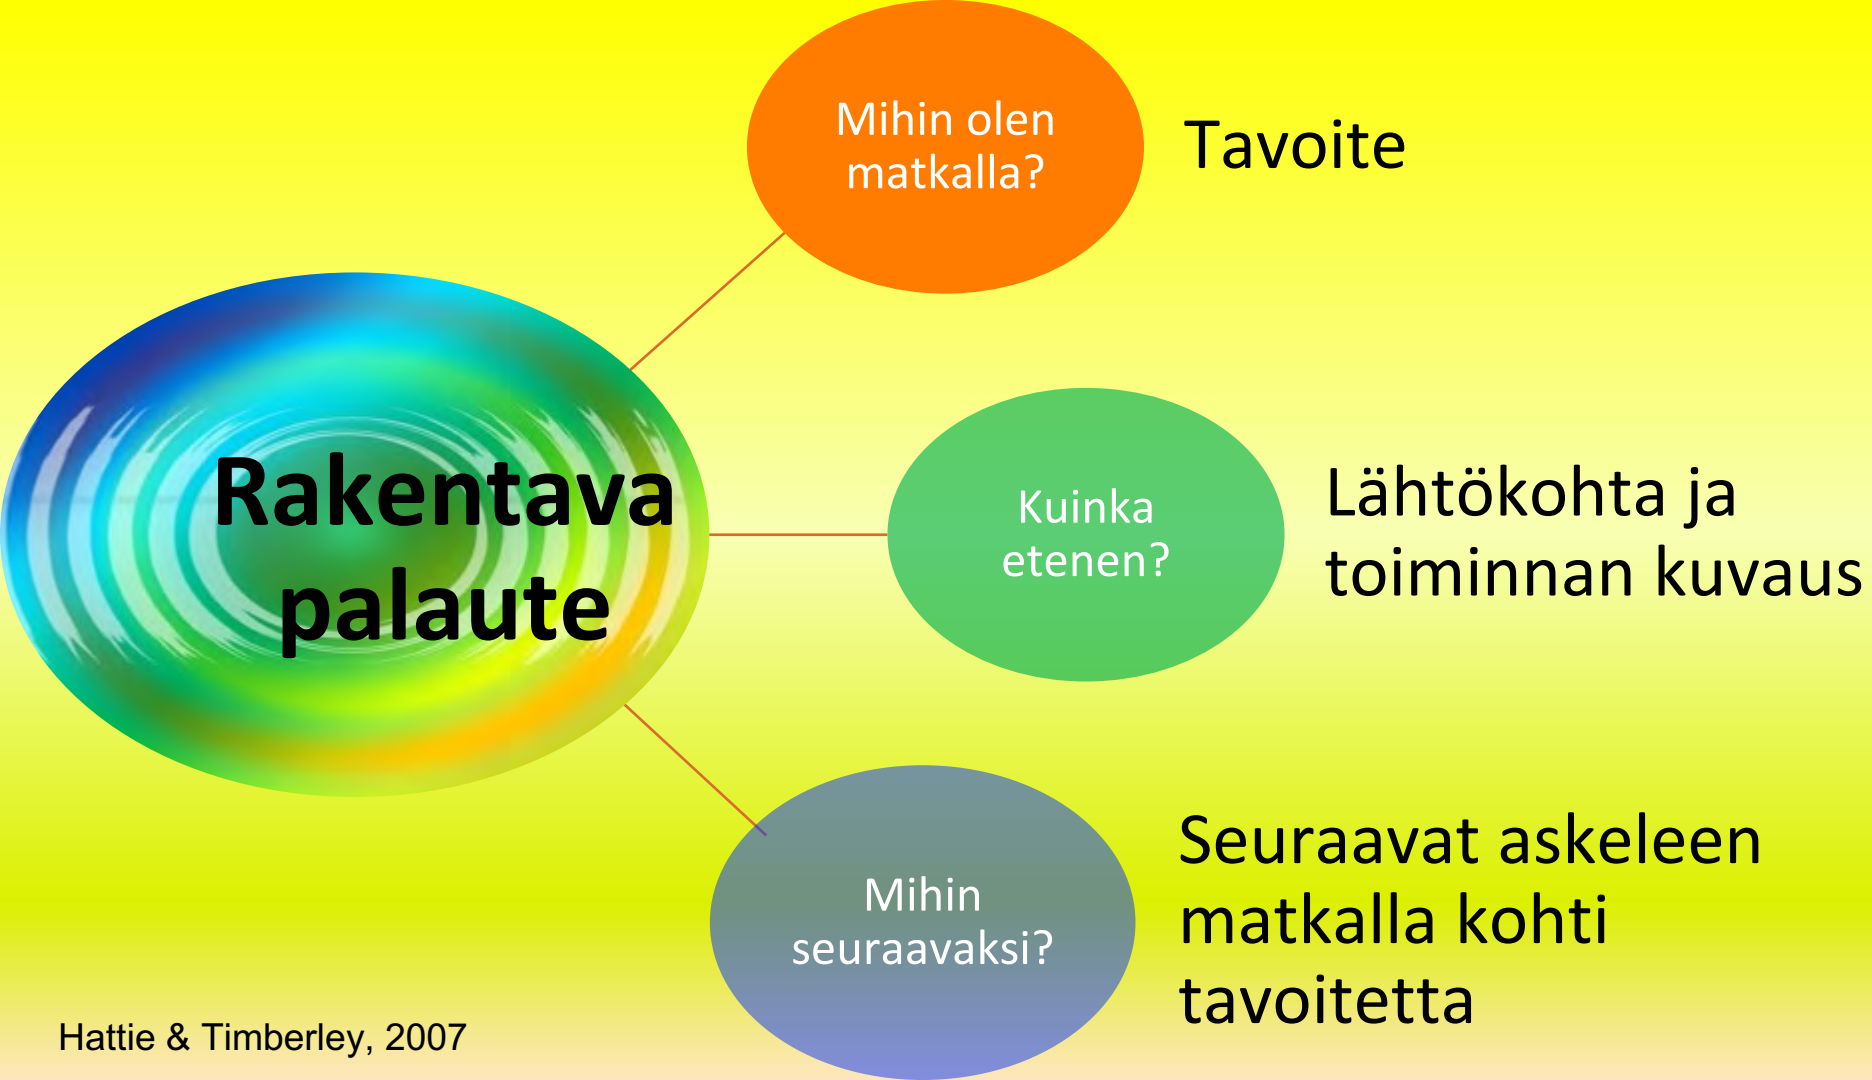 Mihin olen
matkalla?
Tavoite
Rakentava
palaute
Kuinka
etenen?
Lähtökohta ja
toiminnan kuvaus
Mihin
seuraavaksi?
Seuraavat askeleen
matkalla kohti
tavoitetta
Hattie & Timberley, 2007